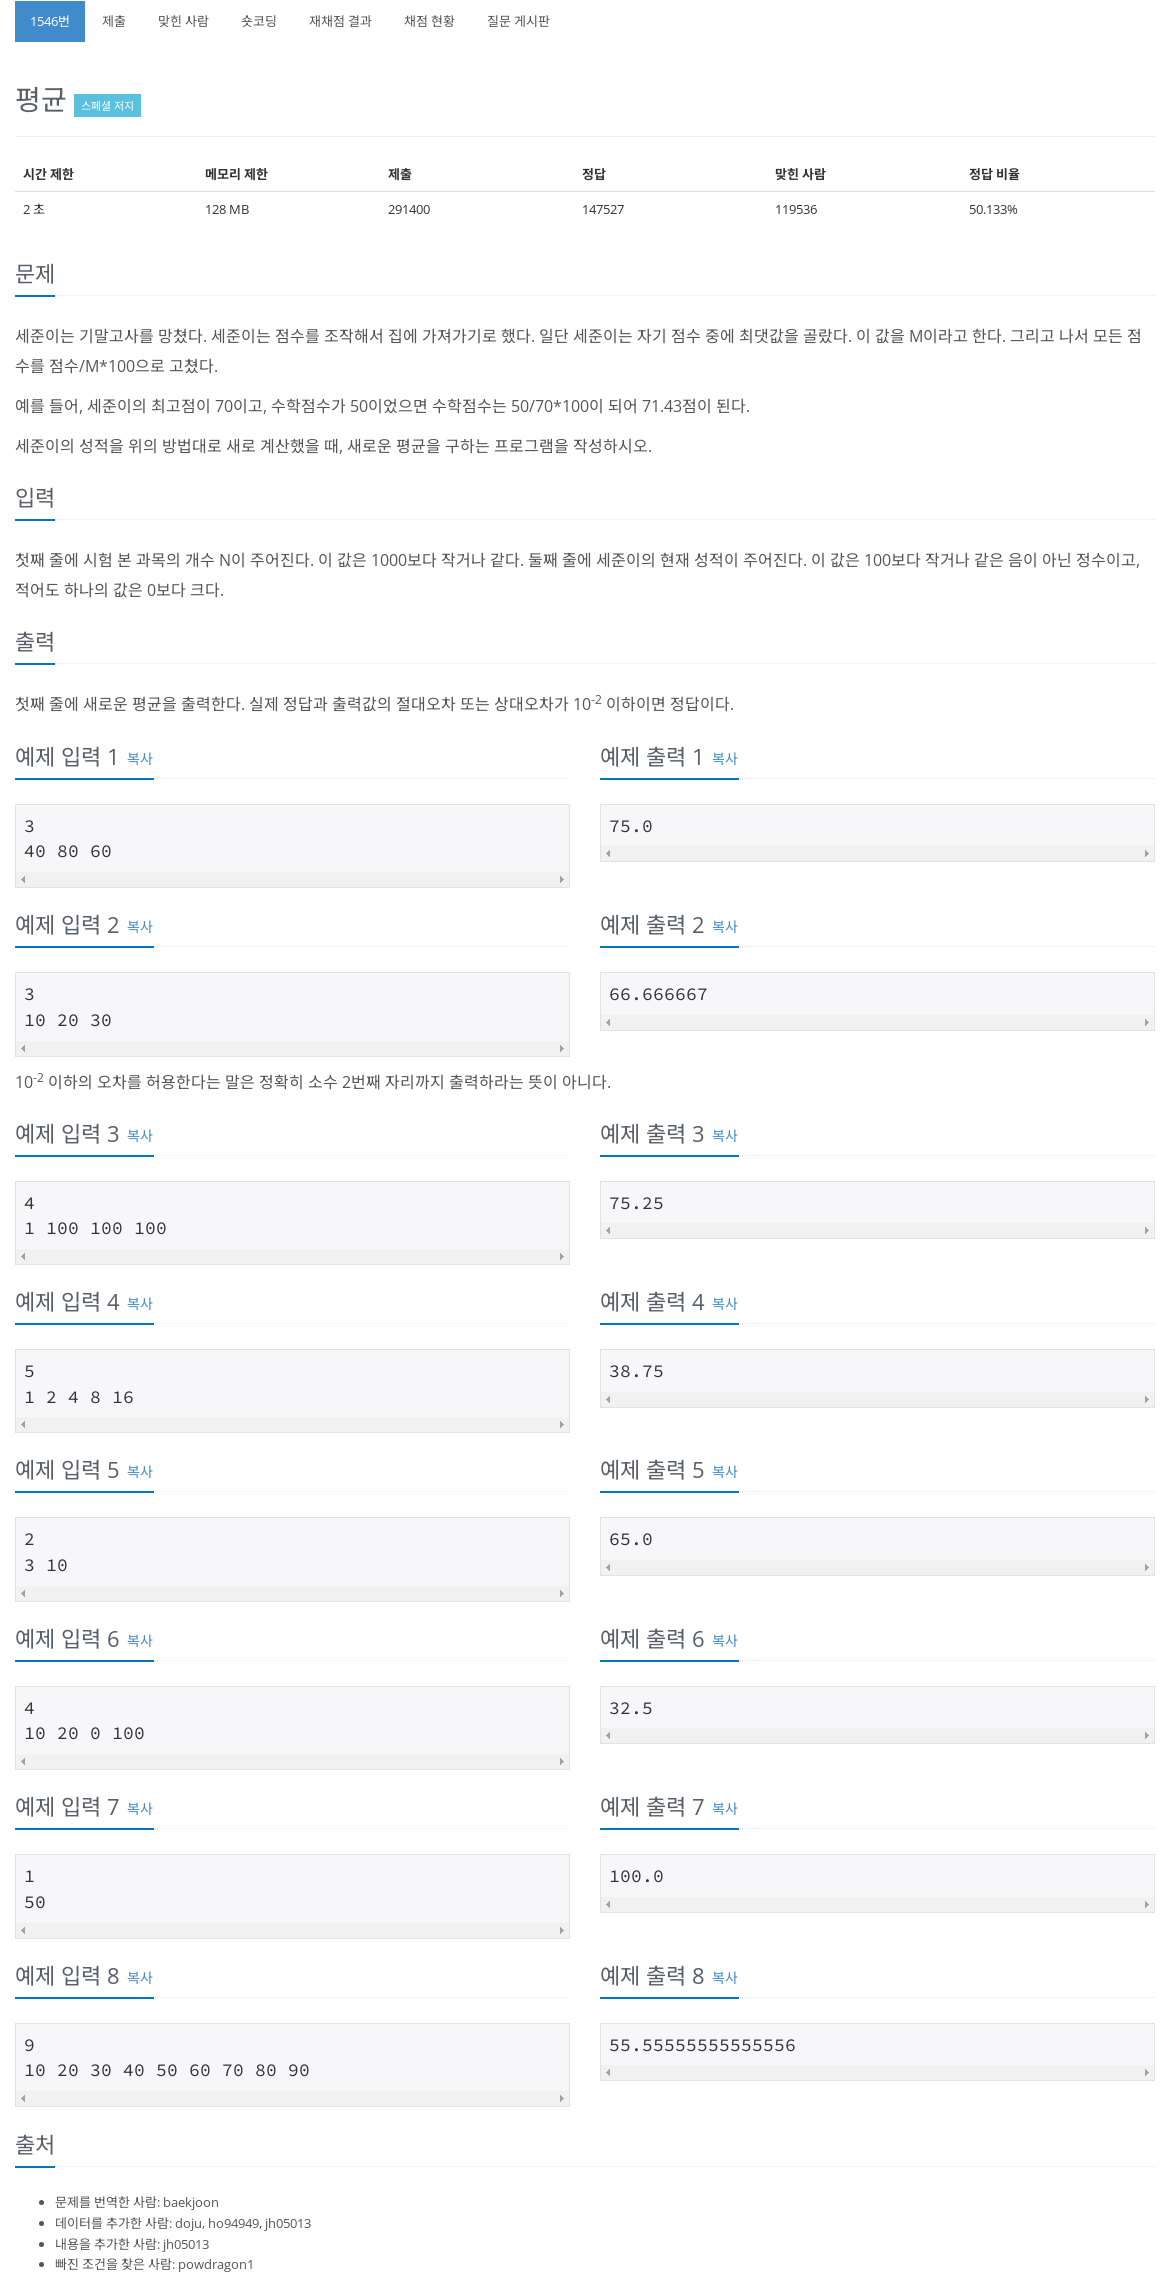 1546번 제출 맞힌 사람 숏코딩 재채점 결과 채점 현황 질문 게시판
평균 스페셜 저지
시간 제한 메모리 제한 제출 정답 맞힌 사람 정답 비율
2 초 128 MB 291400 147527 119536 50.133%
문제
세준이는 기말고사를 망쳤다. 세준이는 점수를 조작해서 집에 가져가기로 했다. 일단 세준이는 자기 점수 중에 최댓값을 골랐다. 이 값을 M이라고 한다. 그리고 나서 모든 점
수를 점수/M*100으로 고쳤다.
예를 들어, 세준이의 최고점이 70이고, 수학점수가 50이었으면 수학점수는 50/70*100이 되어 71.43점이 된다.
세준이의 성적을 위의 방법대로 새로 계산했을 때, 새로운 평균을 구하는 프로그램을 작성하시오.
입력
첫째 줄에 시험 본 과목의 개수 N이 주어진다. 이 값은 1000보다 작거나 같다. 둘째 줄에 세준이의 현재 성적이 주어진다. 이 값은 100보다 작거나 같은 음이 아닌 정수이고,
적어도 하나의 값은 0보다 크다.
출력
첫째 줄에 새로운 평균을 출력한다. 실제 정답과 출력값의 절대오차 또는 상대오차가 10-2 이하이면 정답이다.
예제 입력 1 복사
3
40 80 60
예제 출력 1 복사
75.0
예제 입력 2 복사
3
10 20 30
예제 출력 2 복사
66.666667
10-2 이하의 오차를 허용한다는 말은 정확히 소수 2번째 자리까지 출력하라는 뜻이 아니다.
예제 입력 3 복사
4
1 100 100 100
예제 출력 3 복사
75.25
예제 입력 4 복사
5
1 2 4 8 16
예제 출력 4 복사
38.75
예제 입력 5 복사
2
3 10
예제 출력 5 복사
65.0
예제 입력 6 복사
4
10 20 0 100
예제 출력 6 복사
32.5
예제 입력 7 복사
1
50
예제 출력 7 복사
100.0
예제 입력 8 복사
9
10 20 30 40 50 60 70 80 90
예제 출력 8 복사
55.55555555555556
출처
문제를 번역한 사람: baekjoon
데이터를 추가한 사람: doju, ho94949, jh05013
내용을 추가한 사람: jh05013
빠진 조건을 찾은 사람: powdragon1